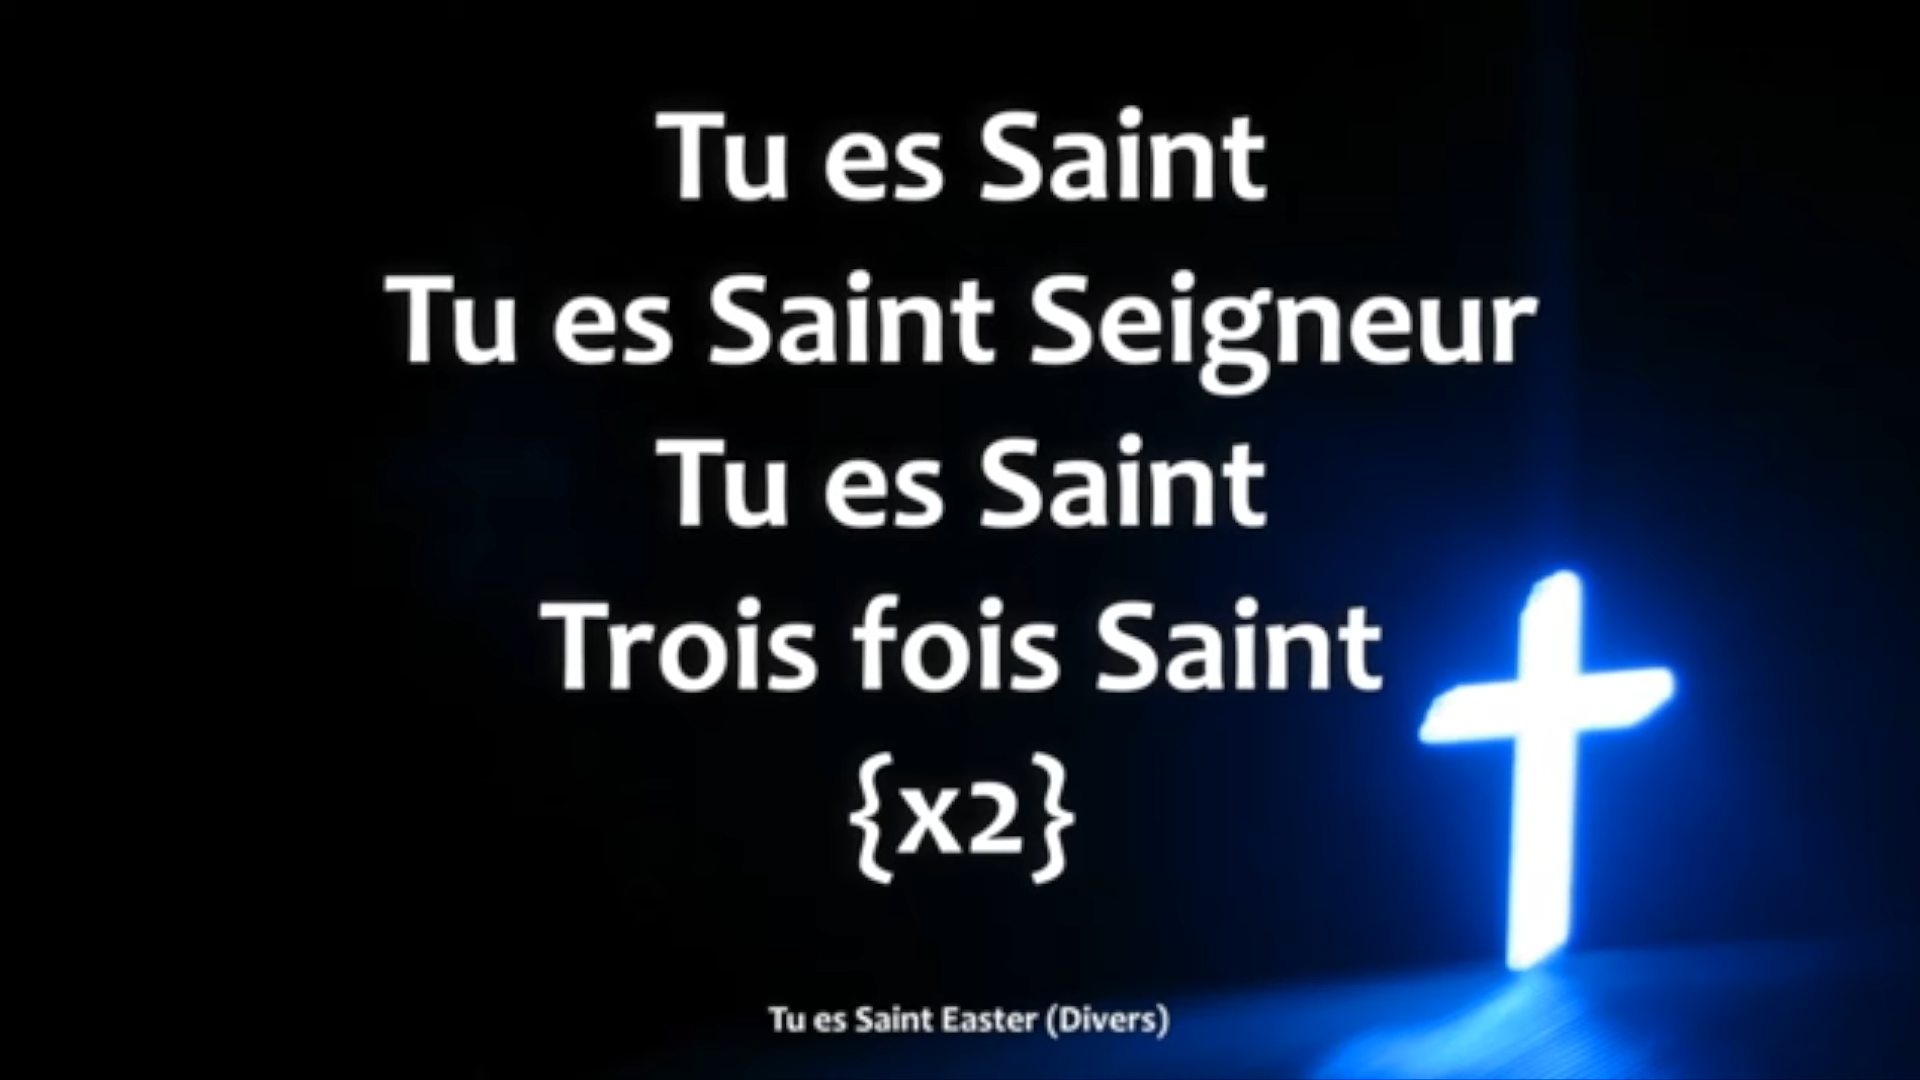 Tu es Saint
Tu es Saint Seigneur
Tu es Saint
Trois fois Saint
{x2}
Tu es Saint Easter (Divers)